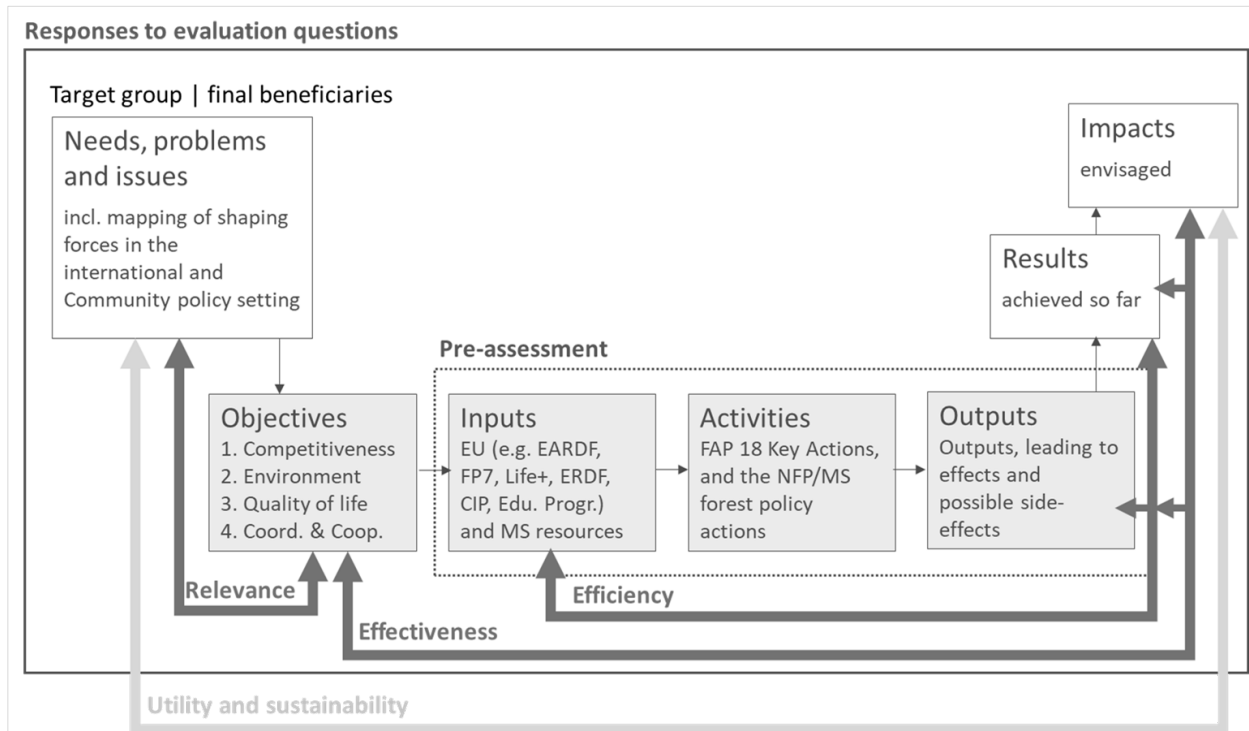 Responses to evaluation questions
Target group | final beneficiaries
Needs, problems
and issues
incl. mapping of shaping
forces in the
international and
Community policy setting
Impacts
envisaged
Results
achieved so far
Pre-assessment
Objectives
1. Competitiveness
2. Environment
3. Quality of life
4. Coord. & Coop.
Inputs
EU (e.g. EARDF,
FP7, Life+, ERDF,
CIP, Edu. Progr.)
and MS resources
Activities
FAP 18 Key Actions,
and the NFP/MS
forest policy
actions
Outputs
Outputs, leading to
effects and
possible side-
effects
Relevance
Efficiency
Effectiveness
Utility and sustainability